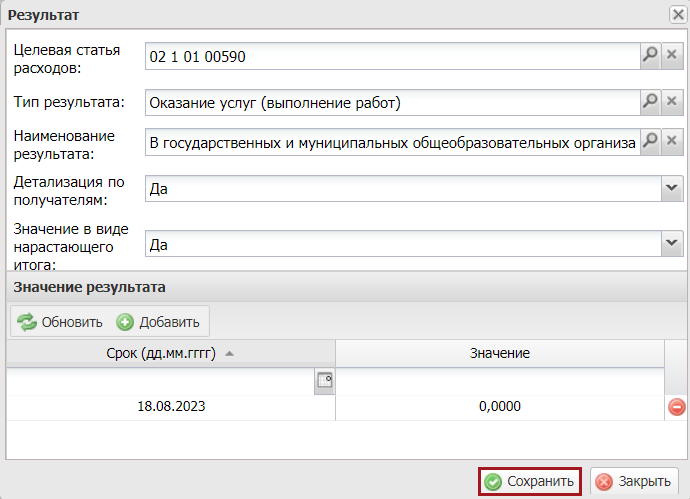 Результат
Целевая статья
расходов:
02 1 01 00590
Тип результата:
Оказание услуг (выполнение работ)
Наименование
результата:
В государственных и муниципальных общеобразовательных организа
Детализация по
получателям:
Да
Значение в виде
нарастающего
итога:
Да
Значение результата
Обновить Добавить
Срок (дд.мм.гггг) Значение
18.08.2023 0,0000
Сохранить Закрыть